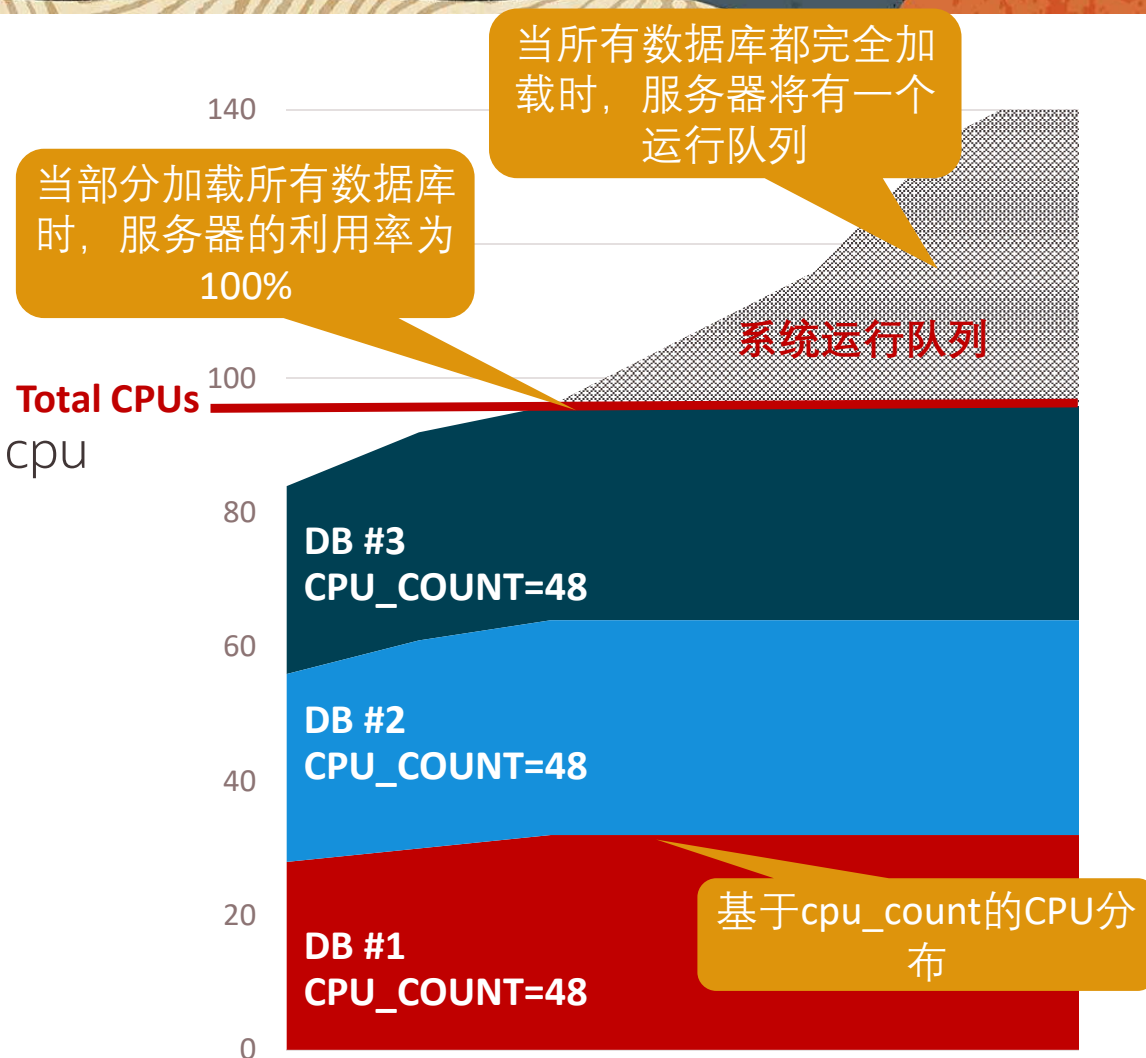 当所有数据库都完全加
载时，服务器将有一个
运行队列
140
当部分加载所有数据库
时，服务器的利用率为
100%
系统运行队列
100
Total CPUs
cpu
80
DB #3
CPU_COUNT=48
60
DB #2
CPU_COUNT=48
40
基于cpu_count的CPU分
布
20
DB #1
CPU_COUNT=48
0